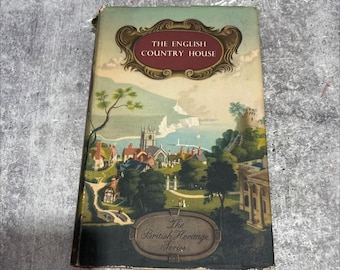 THE ENGLISH
COUNTRY HOUSE
The
British Heritage
Series